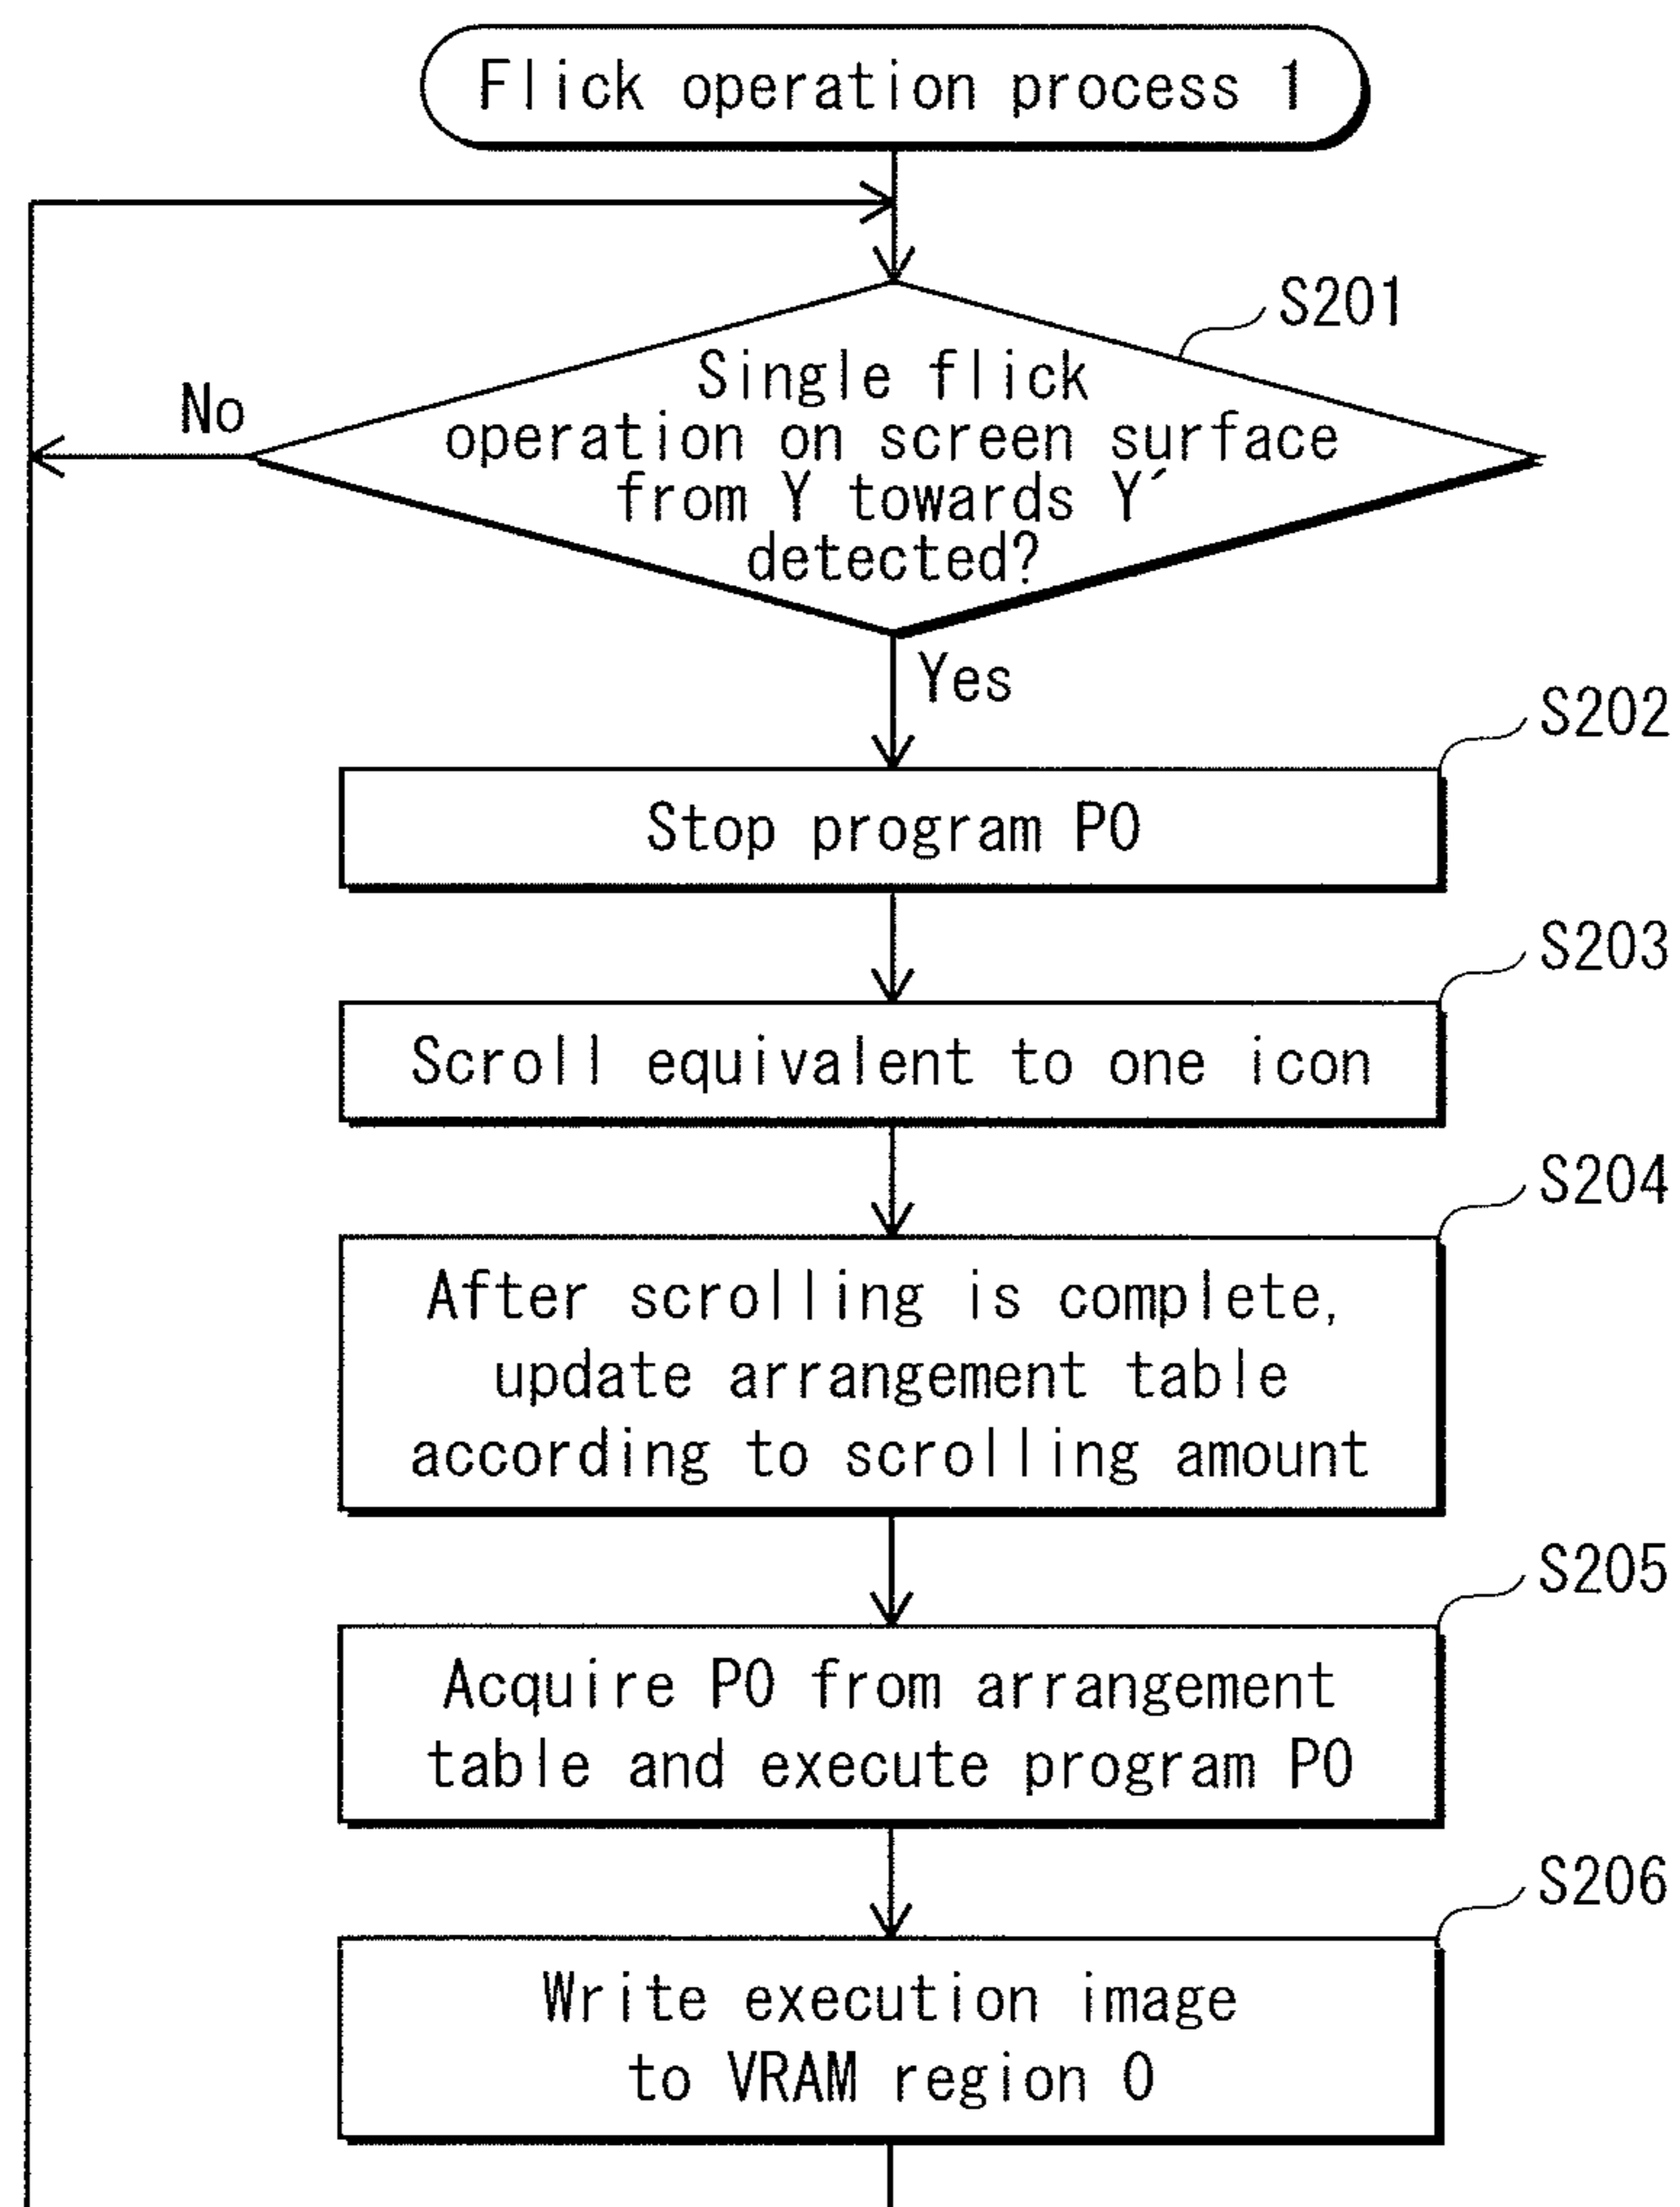 Flick operation process 1
S201
Single flick
operation on screen surface
from Y towards Y´
detected?
No
Yes
S202
Stop program P0
S203
Scroll equivalent to one icon
S204
After scrolling is complete,
update arrangement table
according to scrolling amount
S205
Acquire P0 from arrangement
table and execute program P0
S206
Write execution image
to VRAM region 0